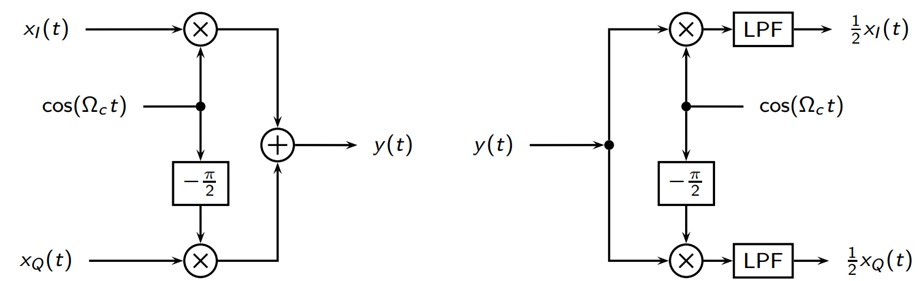 x_I(t)
cos(Ω_c t)
−π/2
x_Q(t)
y(t)
y(t)
LPF
½x_I(t)
cos(Ω_c t)
−π/2
LPF
½x_Q(t)